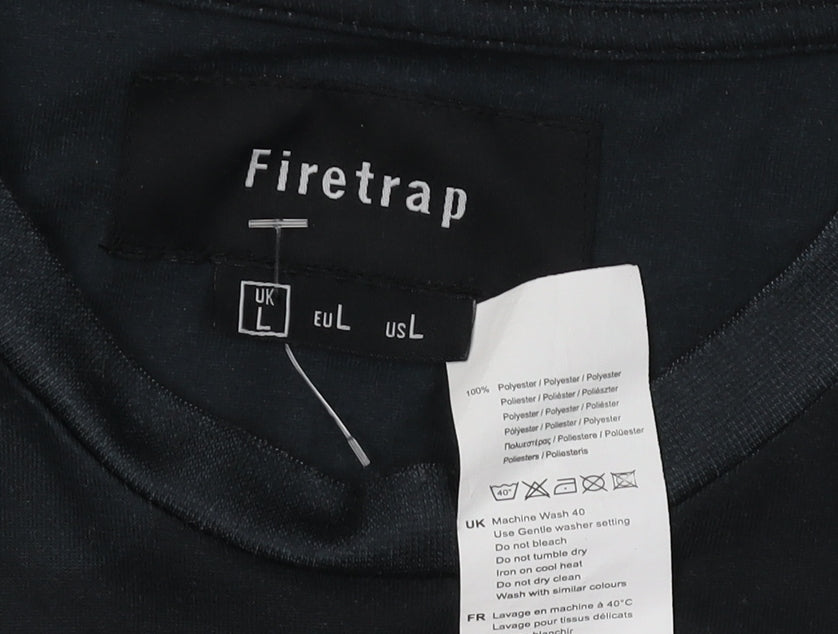 Firetrap
UK
L
EU L
US L
100% Polyester / Polyester / Polyester
Poliester / Poliéster / Poliészter
Polyester / Polyester / Poliéster
Polyester / Poliester / Polyester
Πολυεστέρας / Poliestere / Polüester
Poliesters / Poliesteris
40°
UK Machine Wash 40
Use Gentle washer setting
Do not bleach
Do not tumble dry
Iron on cool heat
Do not dry clean
Wash with similar colours
FR Lavage en machine à 40°C
Lavage pour tissus délicats
blanchir